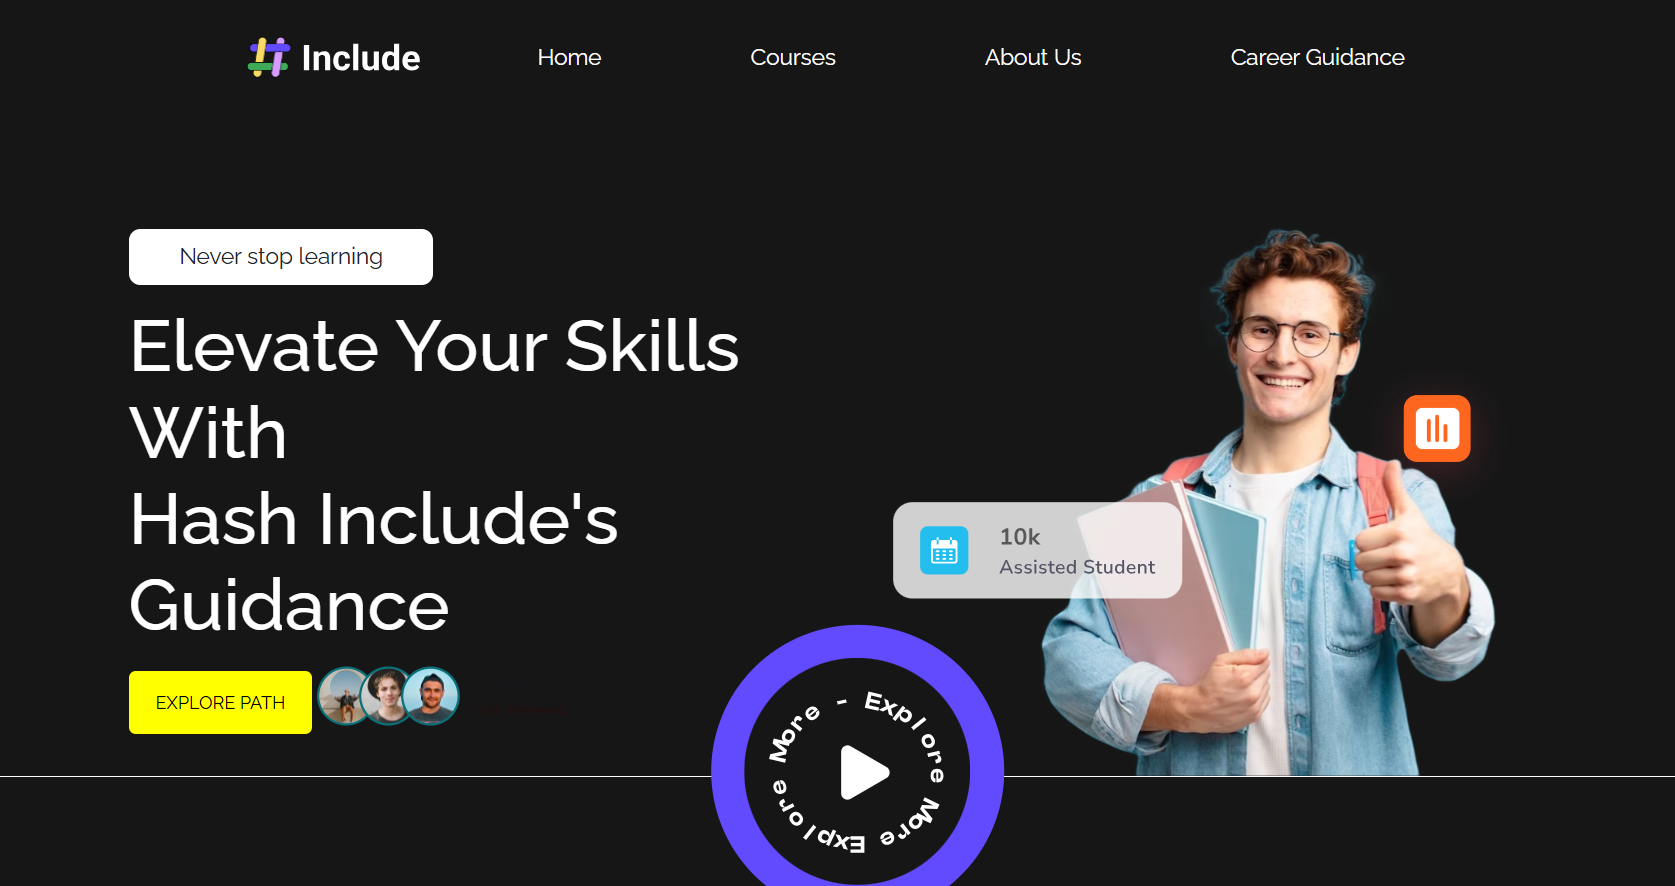 Include
Home
Courses
About Us
Career Guidance
Never stop learning
Elevate Your Skills
With
Hash Include's
Guidance
10k
Assisted Student
EXPLORE PATH
Explore More Explore More -